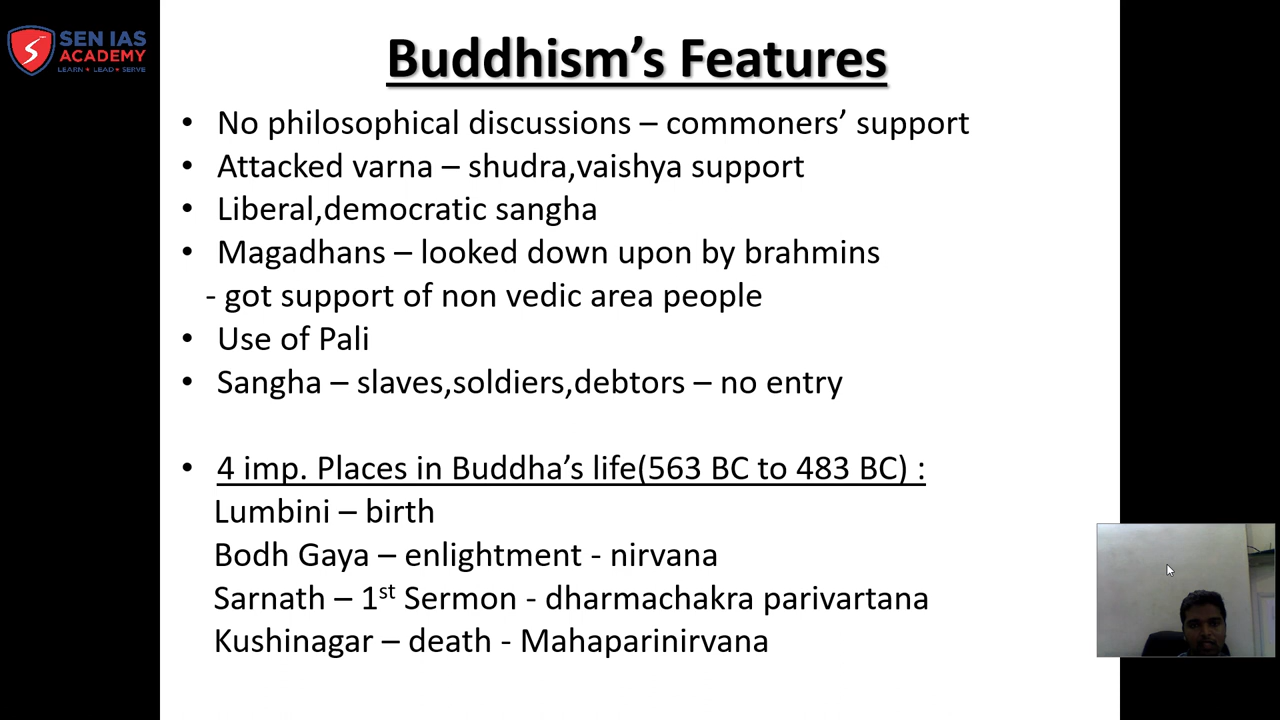 SEN IAS
ACADEMY
LEARN ★ LEAD ★ SERVE
Buddhism’s Features
• No philosophical discussions – commoners’ support
• Attacked varna – shudra,vaishya support
• Liberal,democratic sangha
• Magadhans – looked down upon by brahmins
- got support of non vedic area people
• Use of Pali
• Sangha – slaves,soldiers,debtors – no entry
• 4 imp. Places in Buddha’s life(563 BC to 483 BC) :
Lumbini – birth
Bodh Gaya – enlightment - nirvana
Sarnath – 1st Sermon - dharmachakra parivartana
Kushinagar – death - Mahaparinirvana